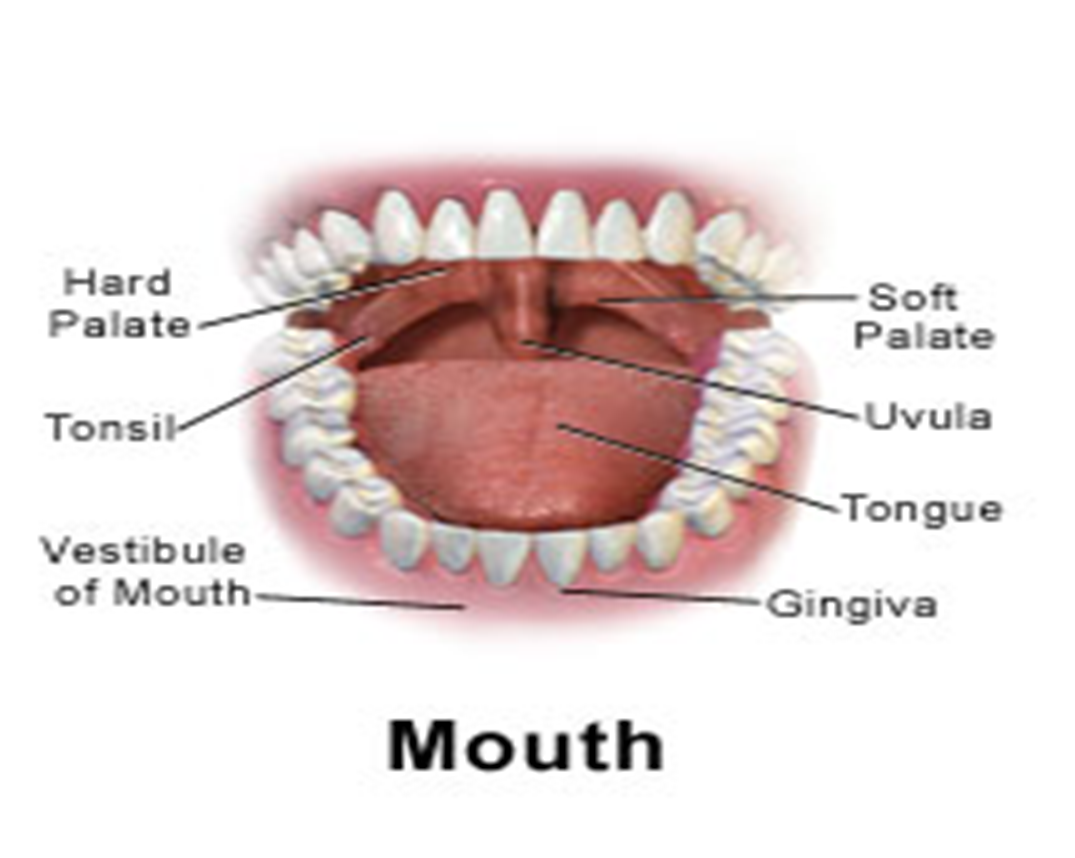 Hard
Palate
Tonsil
Vestibule
of Mouth
Soft
Palate
Uvula
Tongue
Gingiva
Mouth